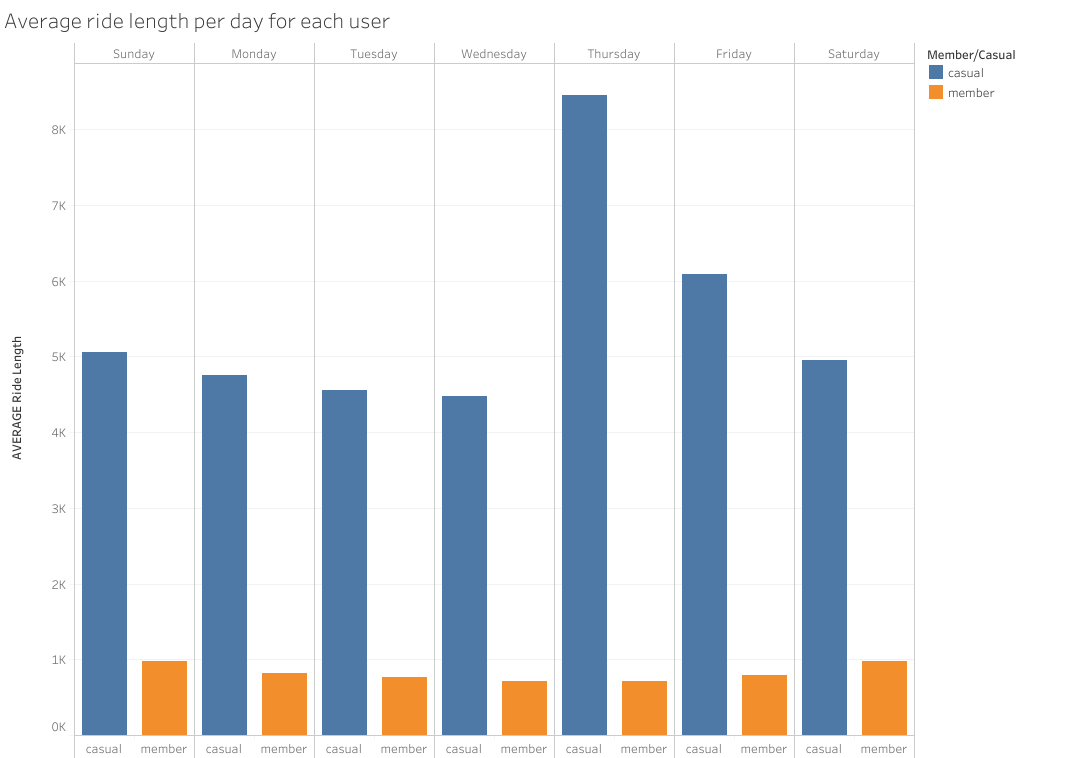 Average ride length per day for each user
Sunday Monday Tuesday Wednesday Thursday Friday Saturday
Member/Casual
casual
member
8K
7K
6K
5K
4K
3K
2K
1K
0K
AVERAGE Ride Length
casual member casual member casual member casual member casual member casual member casual member